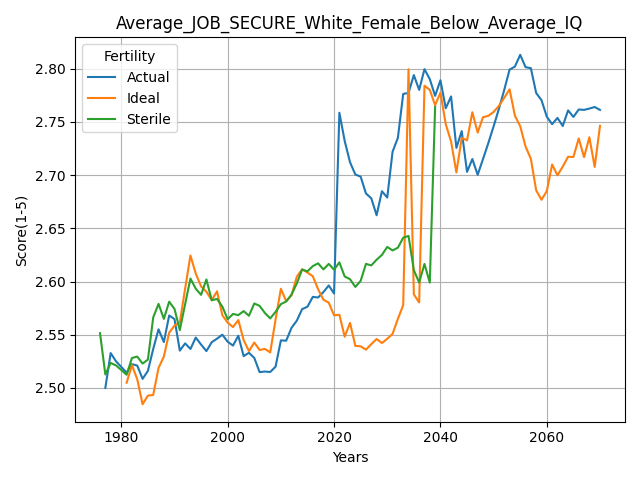 Average_JOB_SECURE_White_Female_Below_Average_IQ
Fertility
Actual
Ideal
Sterile
2.80
2.75
2.70
2.65
2.60
2.55
2.50
Score(1-5)
1980
2000
2020
2040
2060
Years